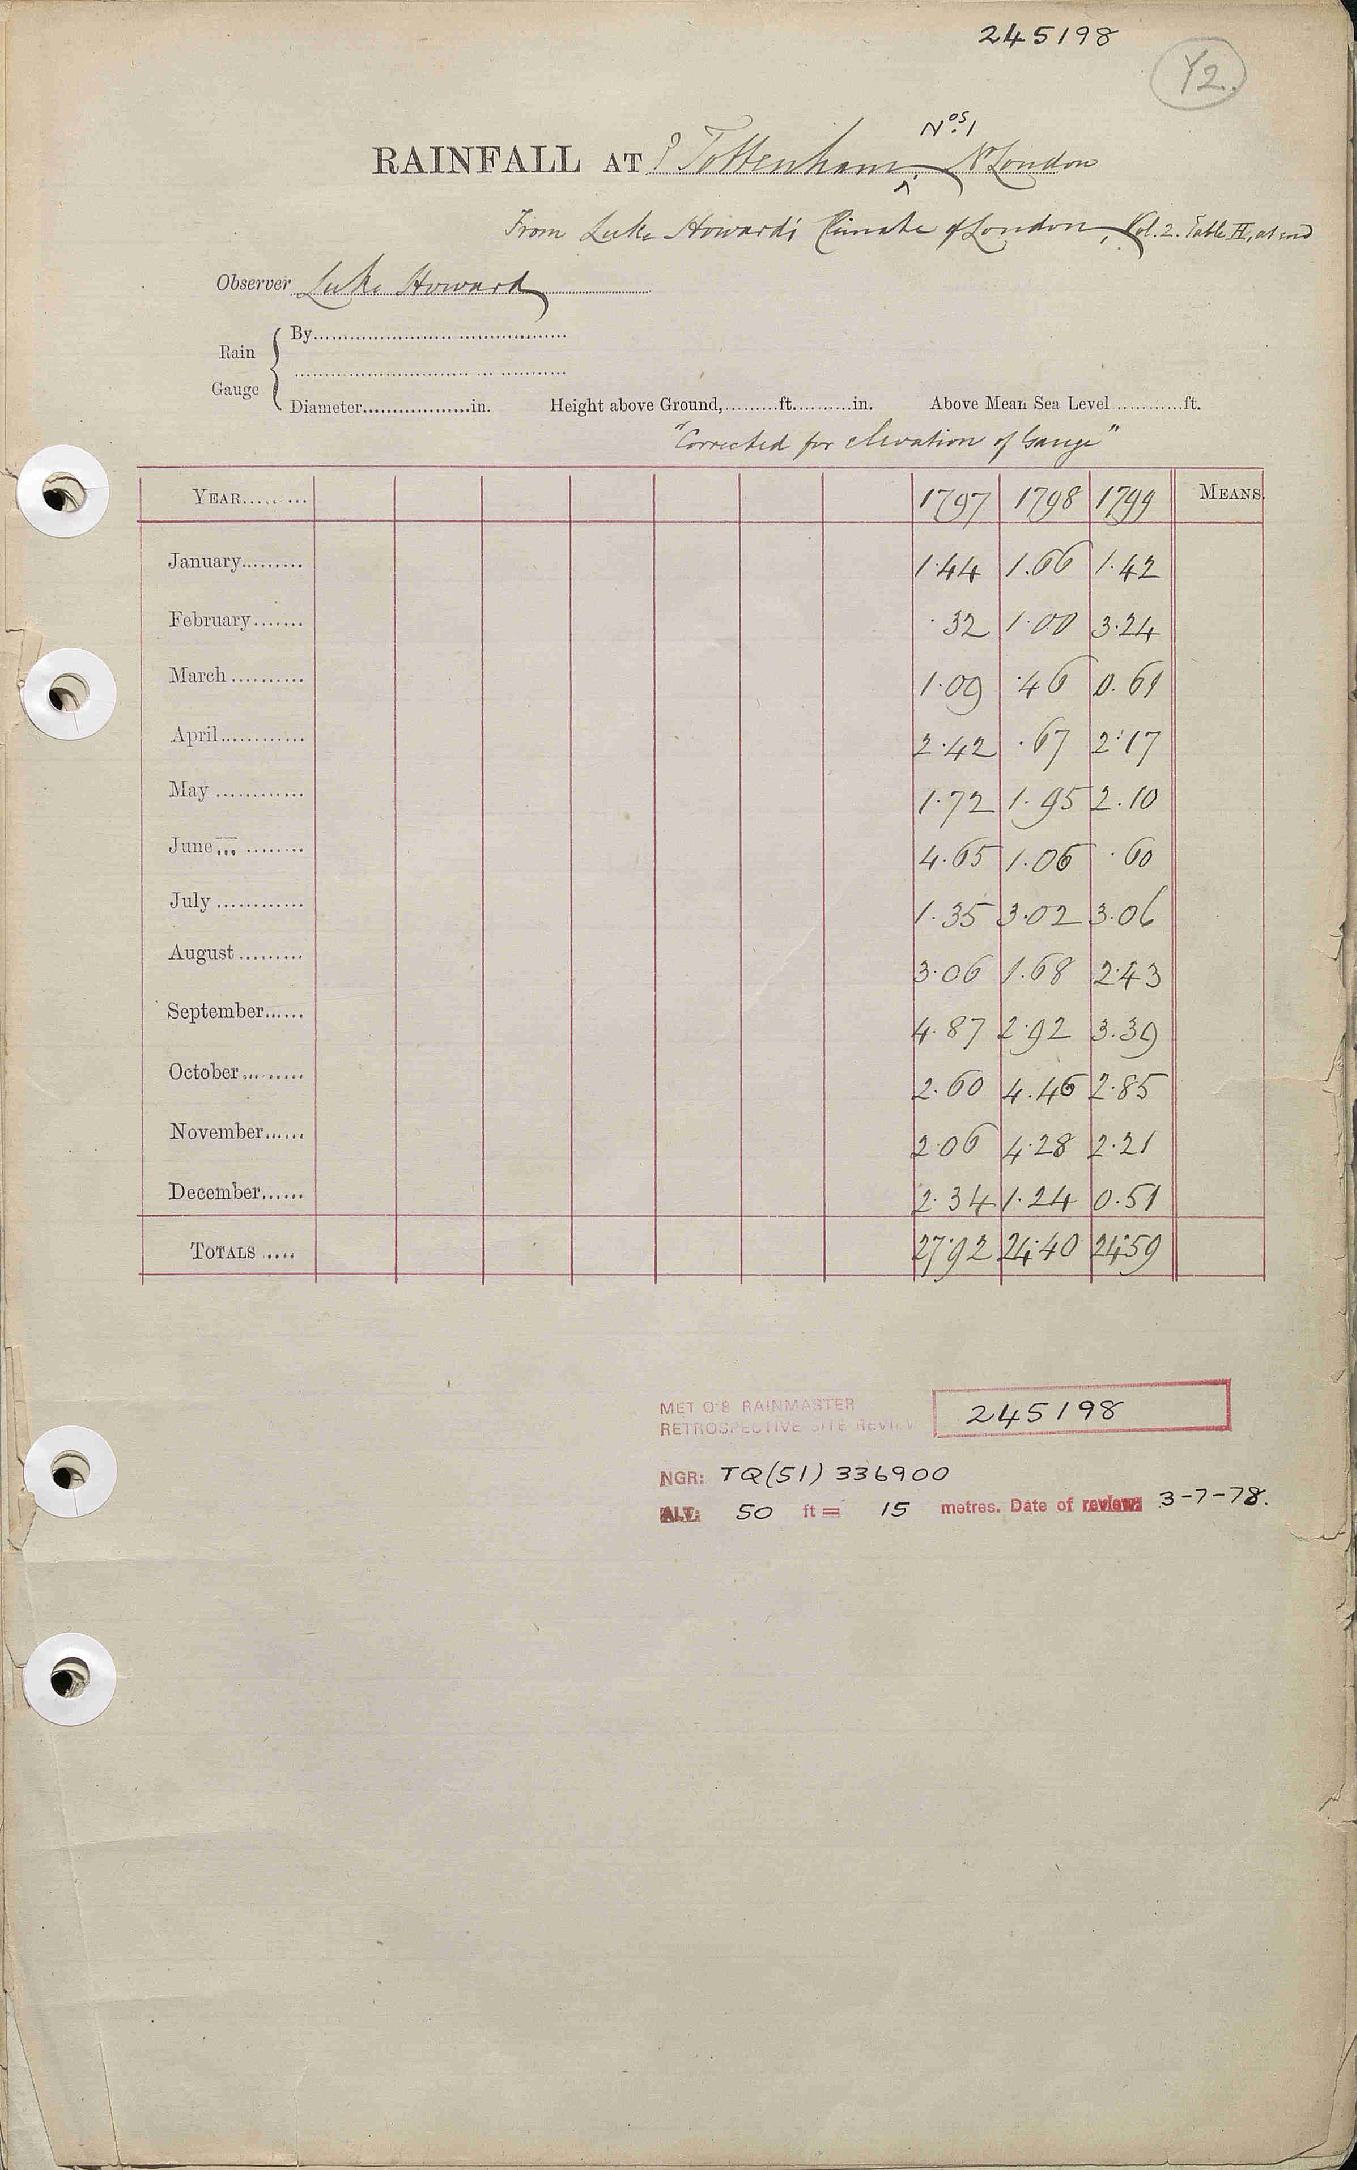 245198
Y2.
Nos. 1
RAINFALL AT ? Tottenham, Nr London
From Luke Howard's Climate of London, Vol. 2. Table II, at end
Observer Luke Howard
Rain Gauge
By
Diameter in. Height above Ground, ft. in. Above Mean Sea Level ft.
"Corrected for elevation of Gauge"
YEAR 1797 1798 1799 MEANS.
January 1.44 1.66 1.42
February .32 1.00 3.24
March 1.09 .46 0.61
April 2.42 .67 2.17
May 1.72 1.95 2.10
June 4.65 1.06 .60
July 1.35 3.02 3.06
August 3.06 1.68 2.43
September 4.87 2.92 3.39
October 2.60 4.46 2.85
November 2.06 4.28 2.21
December 2.34 1.24 0.51
TOTALS 27.92 24.40 24.59
MET O 8 RAINMASTER
RETROSPECTIVE SITE REVIEW 245198
NGR: TQ(51) 336900
ALT: 50 ft = 15 metres. Date of review: 3-7-78.